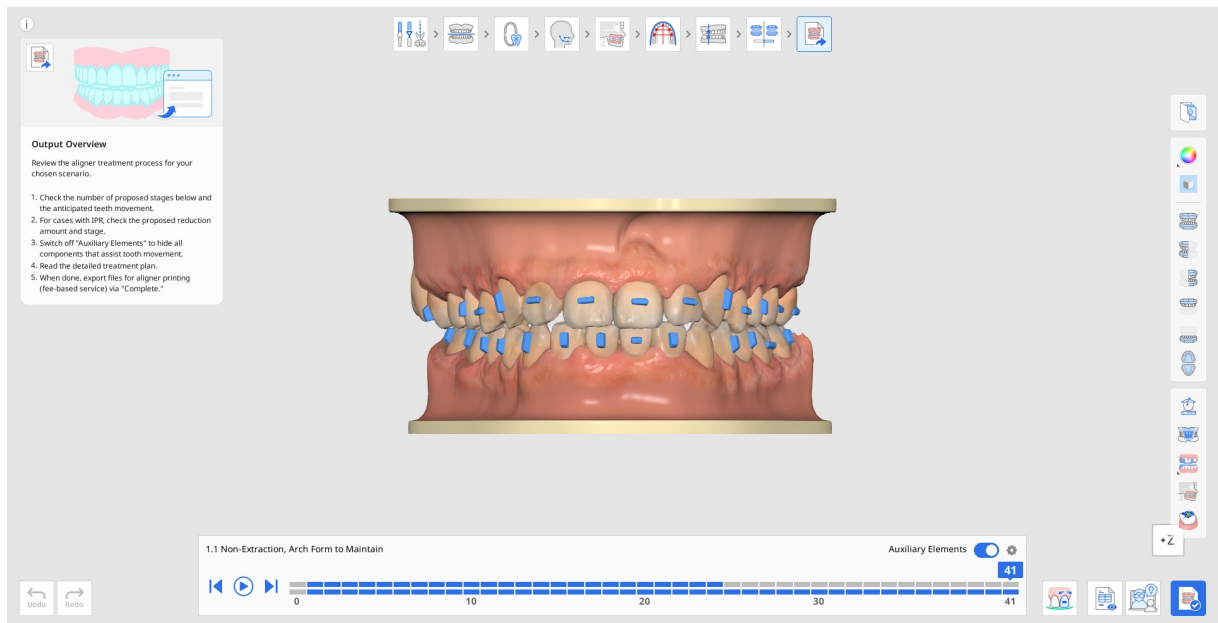 Output Overview
Review the aligner treatment process for your
chosen scenario.
1. Check the number of proposed stages below and
the anticipated teeth movement.
2. For cases with IPR, check the proposed reduction
amount and stage.
3. Switch off "Auxiliary Elements" to hide all
components that assist tooth movement.
4. Read the detailed treatment plan.
5. When done, export files for aligner printing
(fee-based service) via "Complete."
+Z
1.1 Non-Extraction, Arch Form to Maintain
Auxiliary Elements
41
0 10 20 30 41
Undo Redo